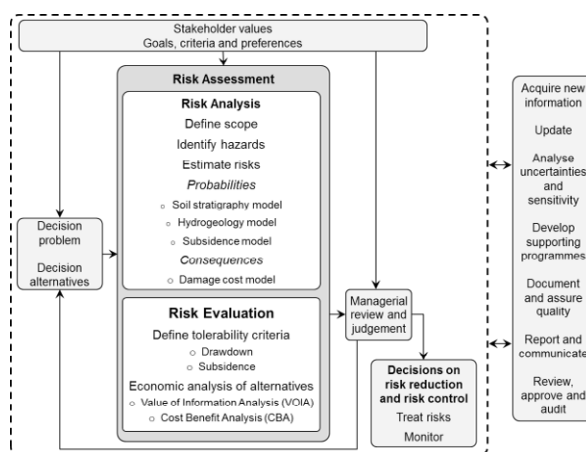 Stakeholder values
Goals, criteria and preferences
Risk Assessment
Risk Analysis
Define scope
Identify hazards
Estimate risks
Probabilities
○ Soil stratigraphy model
○ Hydrogeology model
○ Subsidence model
Consequences
○ Damage cost model
Risk Evaluation
Define tolerability criteria
○ Drawdown
○ Subsidence
Economic analysis of alternatives
○ Value of Information Analysis (VOIA)
○ Cost Benefit Analysis (CBA)
Decision
problem
Decision
alternatives
Managerial
review and
judgement
Decisions on
risk reduction
and risk control
Treat risks
Monitor
Acquire new
information
Update
Analyse
uncertainties
and
sensitivity
Develop
supporting
programmes
Document
and assure
quality
Report and
communicate
Review,
approve and
audit